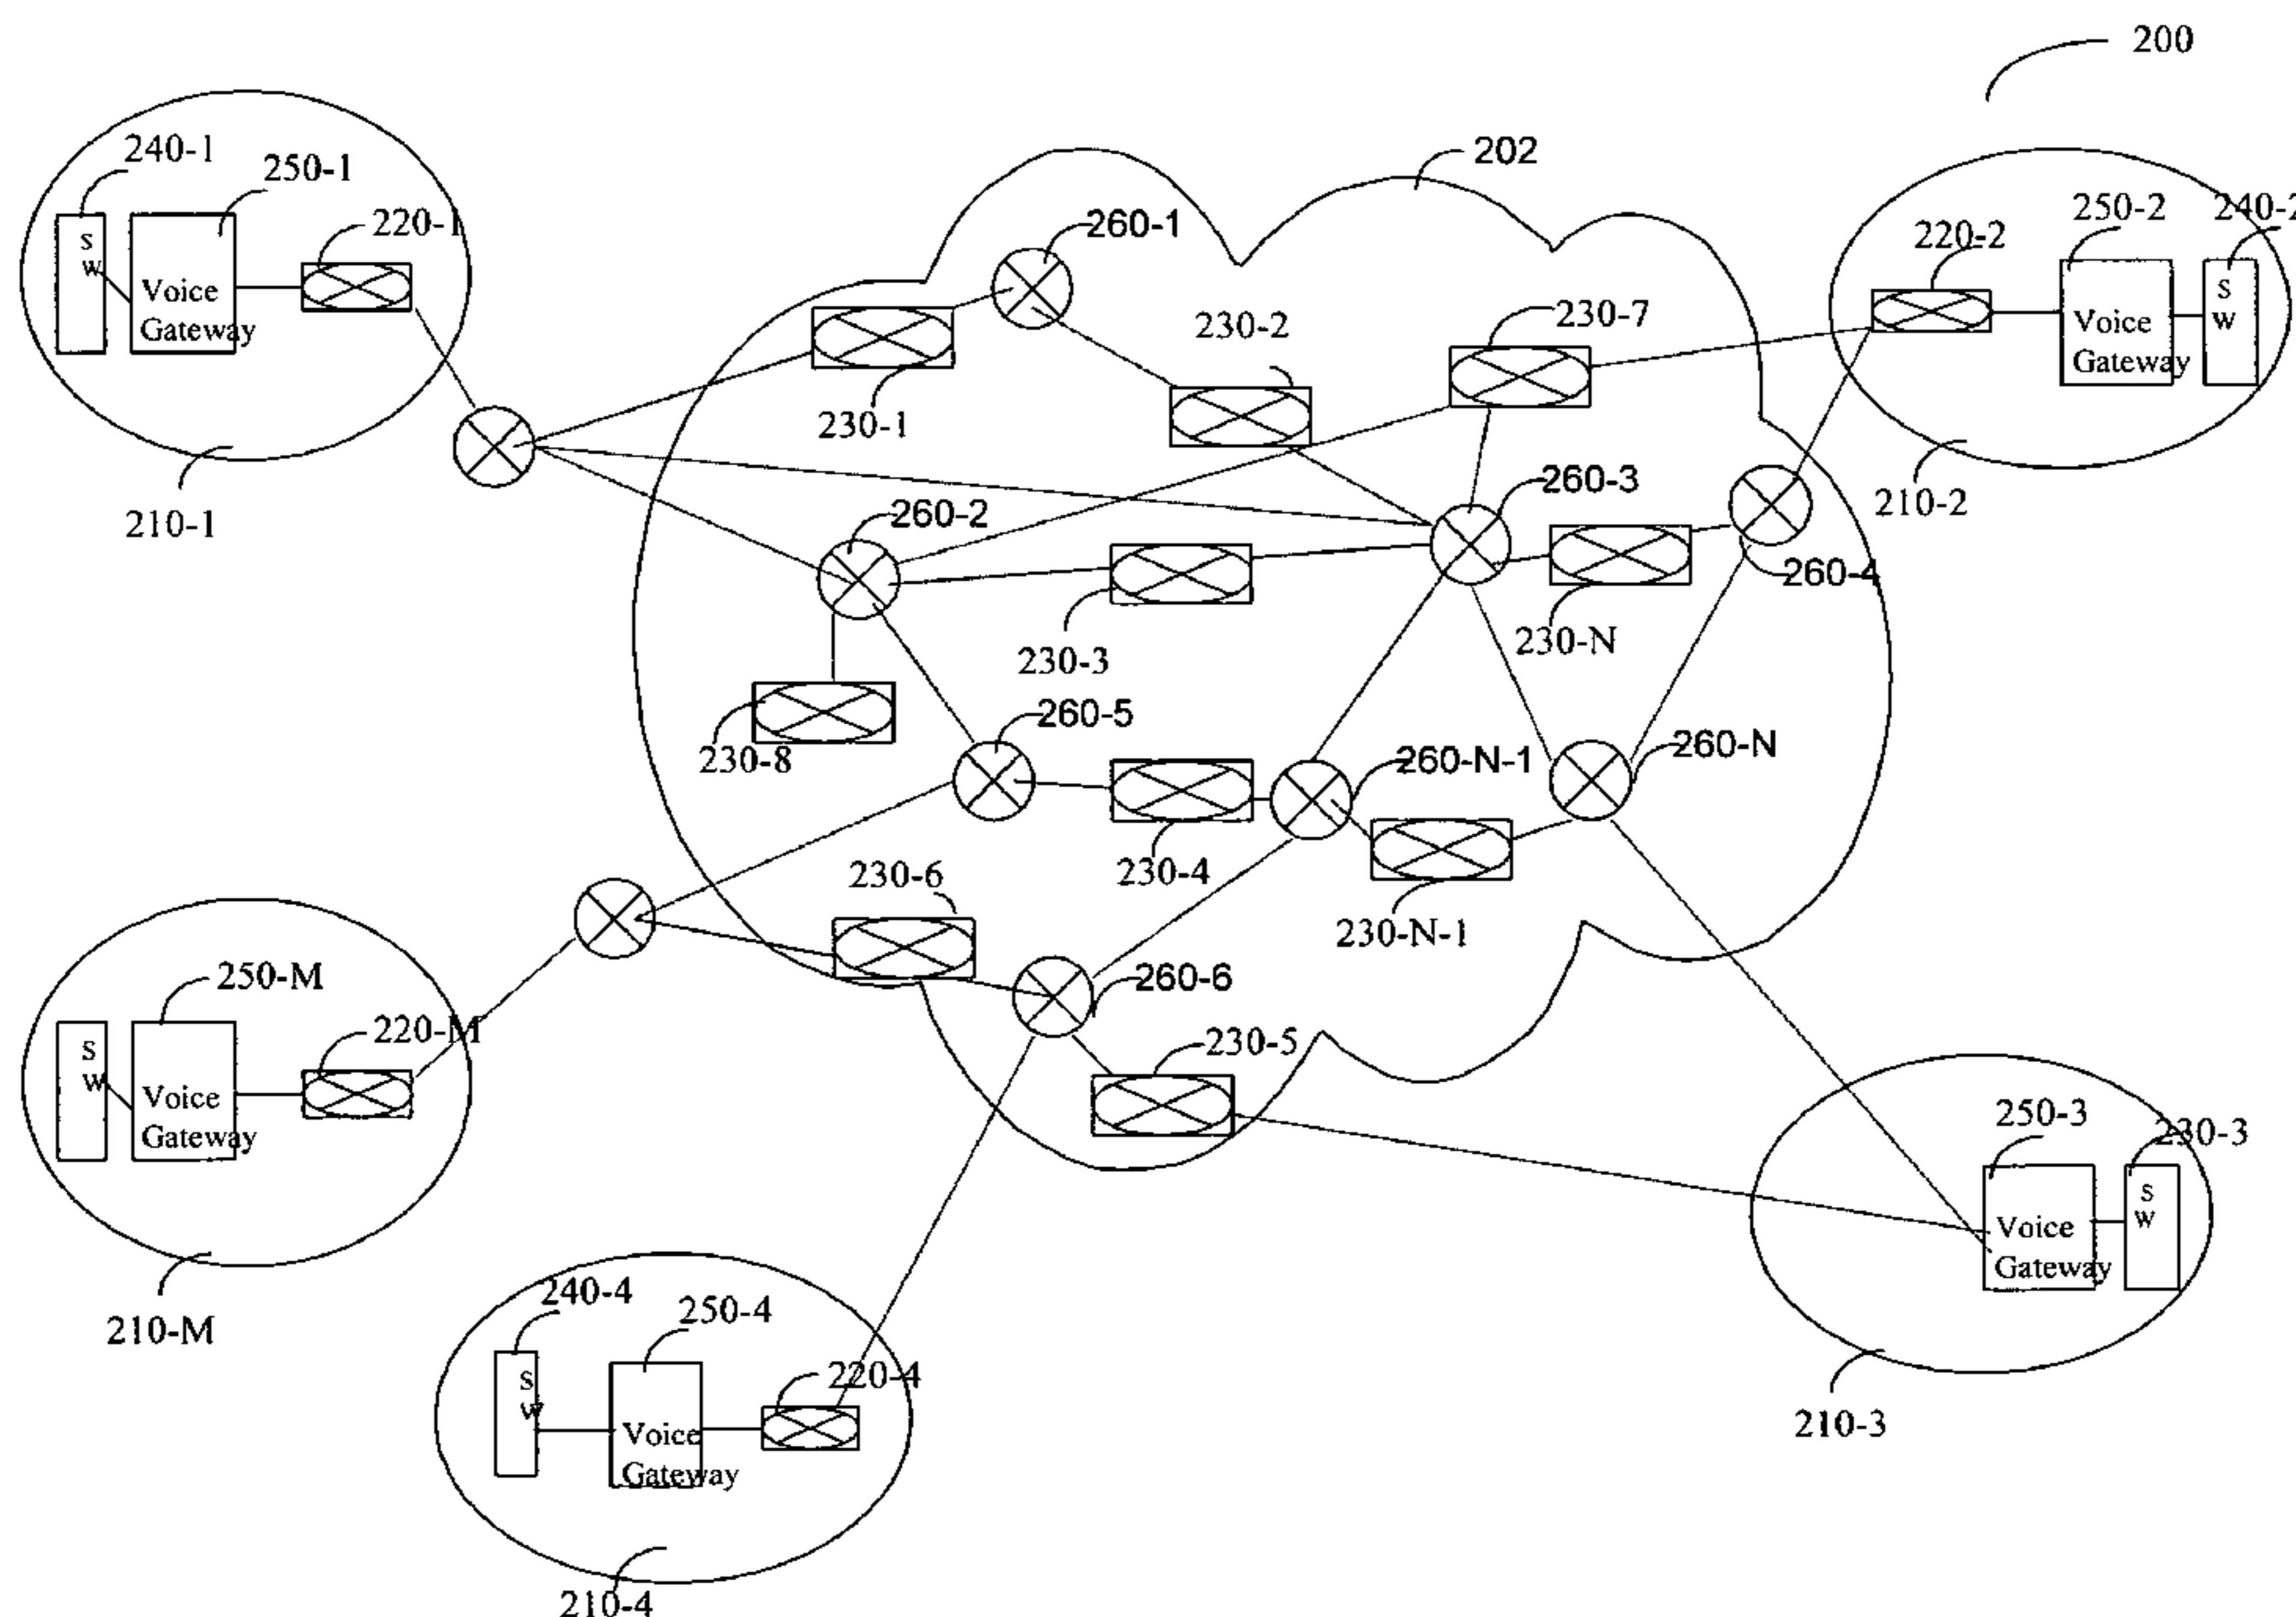 200
240-1
250-1
220-1
S
W
Voice
Gateway
210-1
202
260-1
230-1
230-2
230-7
220-2
250-2
240-2
S
W
Voice
Gateway
210-2
260-2
260-3
260-4
230-3
230-N
230-8
260-5
260-N-1
260-N
230-4
230-N-1
230-6
260-6
230-5
250-M
220-M
S
W
Voice
Gateway
210-M
240-4
250-4
220-4
S
W
Voice
Gateway
210-4
250-3
230-3
S
W
Voice
Gateway
210-3